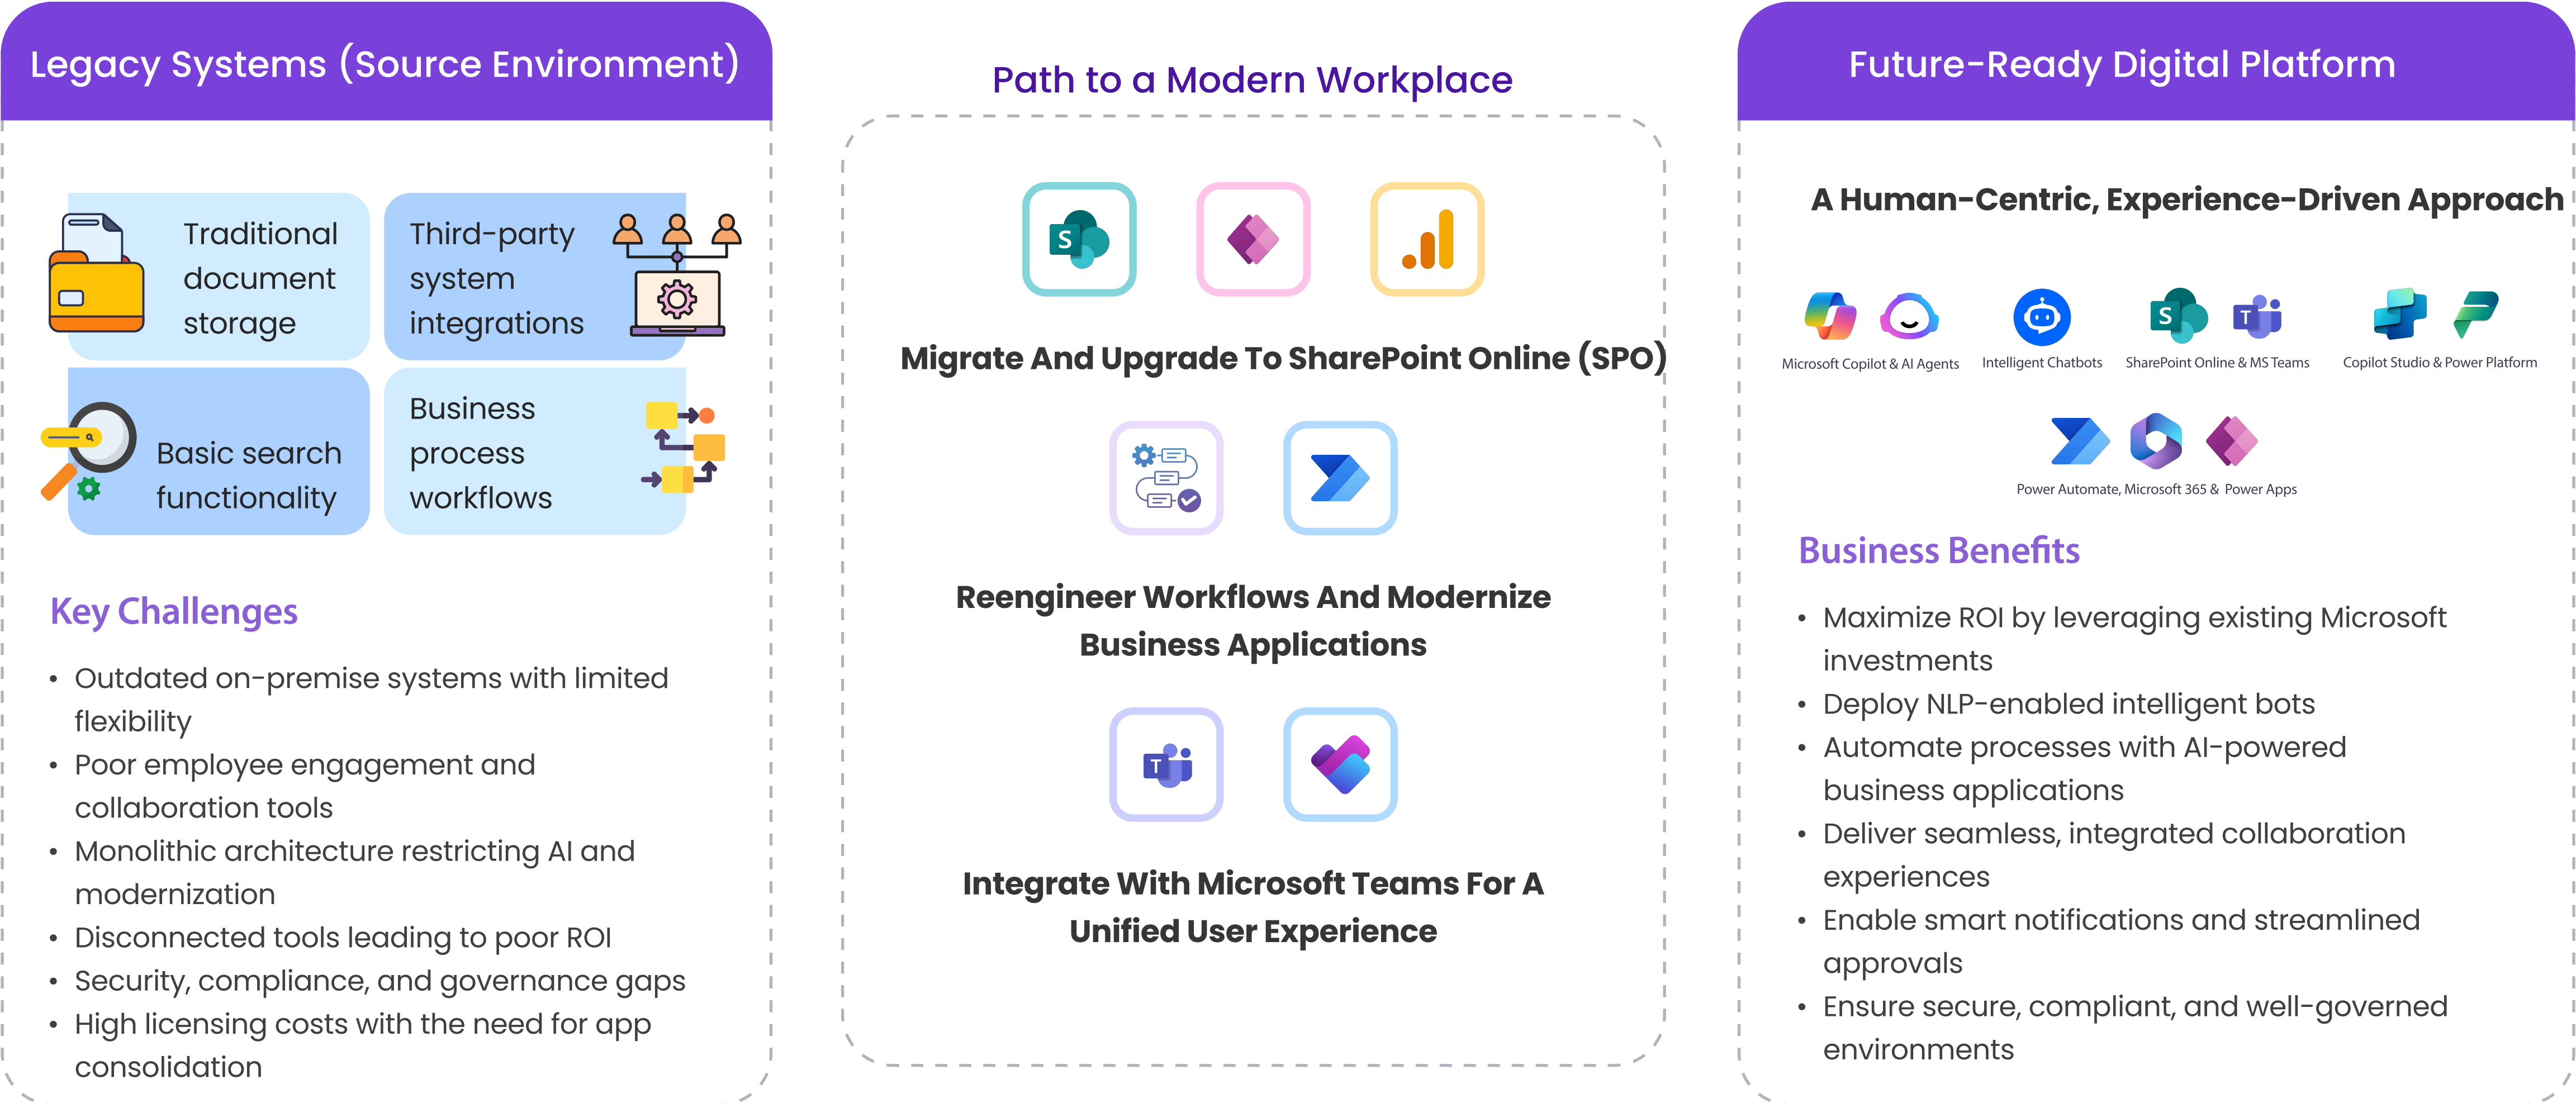 Legacy Systems (Source Environment)
Traditional
document
storage
Third-party
system
integrations
Basic search
functionality
Business
process
workflows
Key Challenges
• Outdated on-premise systems with limited
flexibility
• Poor employee engagement and
collaboration tools
• Monolithic architecture restricting AI and
modernization
• Disconnected tools leading to poor ROI
• Security, compliance, and governance gaps
• High licensing costs with the need for app
consolidation
Path to a Modern Workplace
S
Migrate And Upgrade To SharePoint Online (SPO)
Reengineer Workflows And Modernize
Business Applications
T
Integrate With Microsoft Teams For A
Unified User Experience
Future-Ready Digital Platform
A Human-Centric, Experience-Driven Approach
S
T
Microsoft Copilot & AI Agents
Intelligent Chatbots
SharePoint Online & MS Teams
Copilot Studio & Power Platform
Power Automate, Microsoft 365 & Power Apps
Business Benefits
• Maximize ROI by leveraging existing Microsoft
investments
• Deploy NLP-enabled intelligent bots
• Automate processes with AI-powered
business applications
• Deliver seamless, integrated collaboration
experiences
• Enable smart notifications and streamlined
approvals
• Ensure secure, compliant, and well-governed
environments